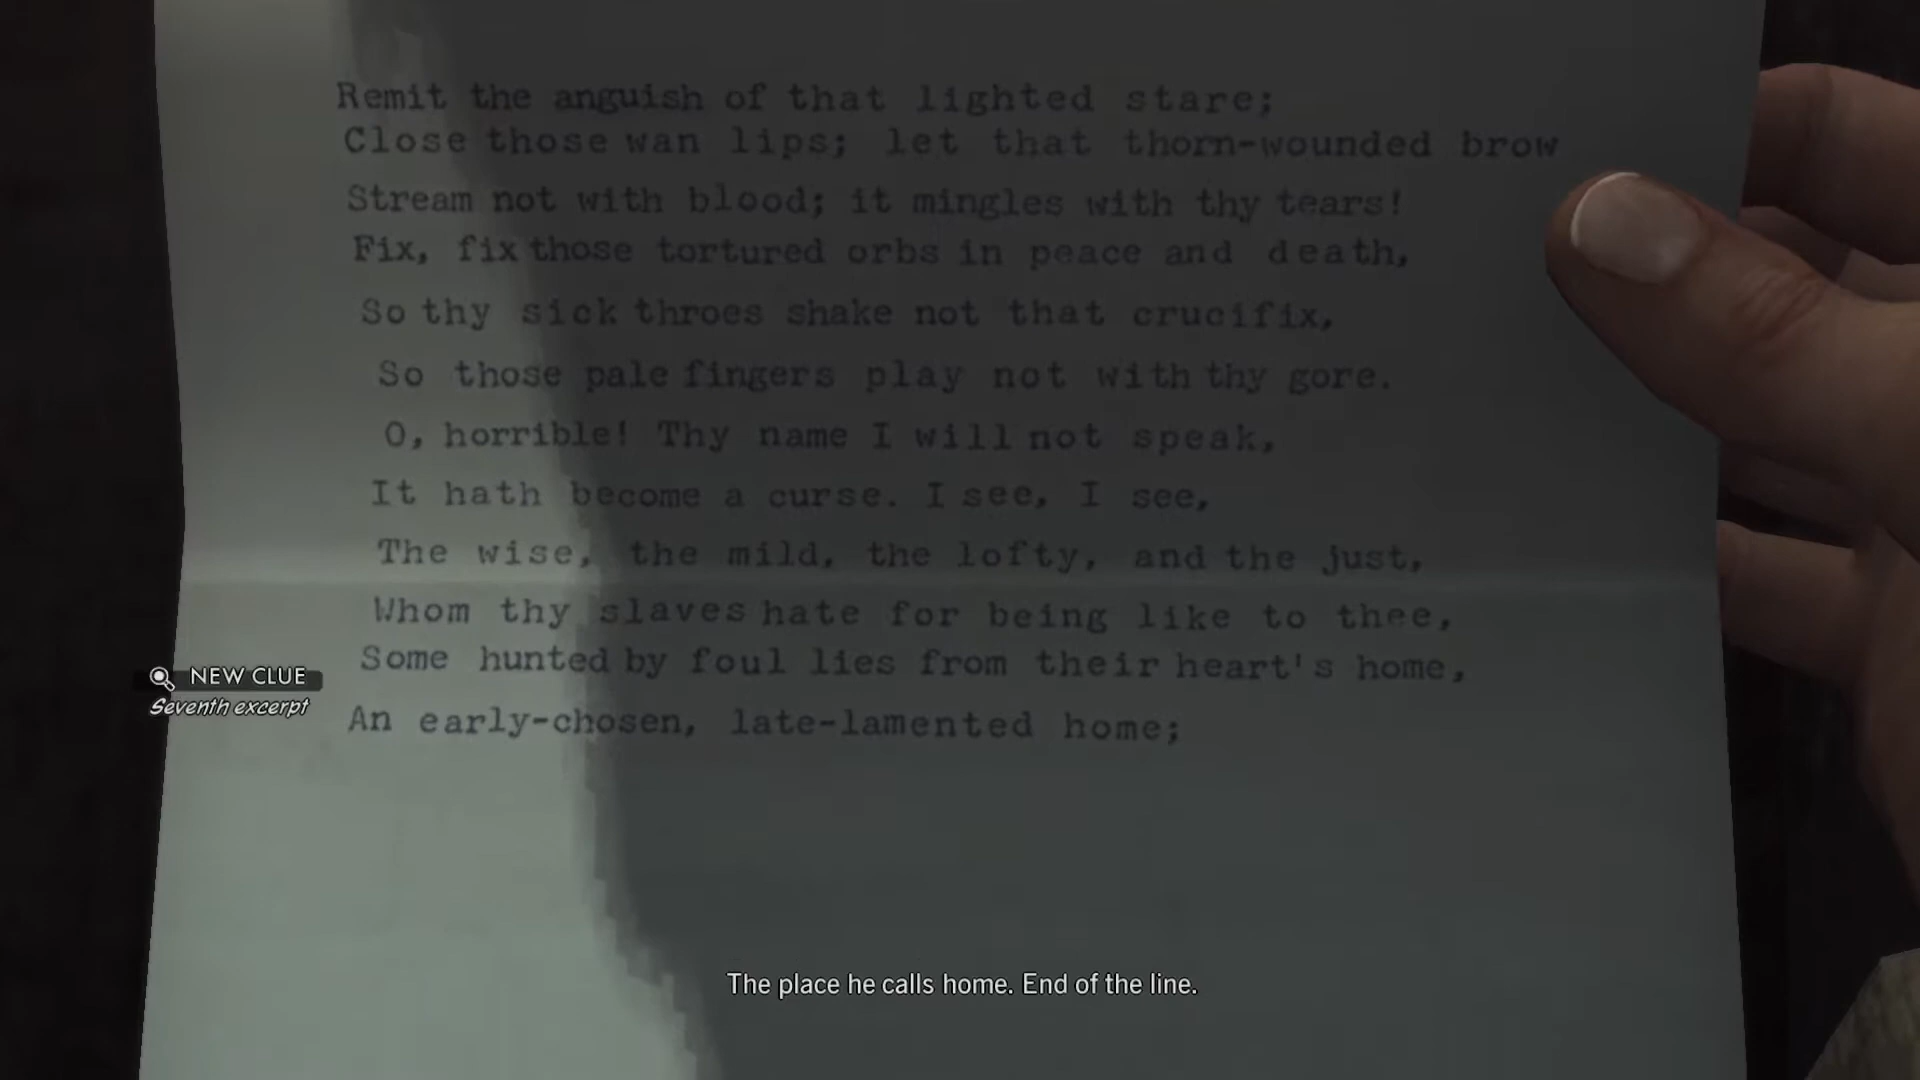 Remit the anguish of that lighted stare;
Close those wan lips; let that thorn-wounded brow
Stream not with blood; it mingles with thy tears!
Fix, fix those tortured orbs in peace and death,
So thy sick throes shake not that crucifix,
So those pale fingers play not with thy gore.
O, horrible! Thy name I will not speak,
It hath become a curse. I see, I see,
The wise, the mild, the lofty, and the just,
Whom thy slaves hate for being like to thee,
Some hunted by foul lies from their heart's home,
An early-chosen, late-lamented home;
NEW CLUE
Seventh excerpt
The place he calls home. End of the line.